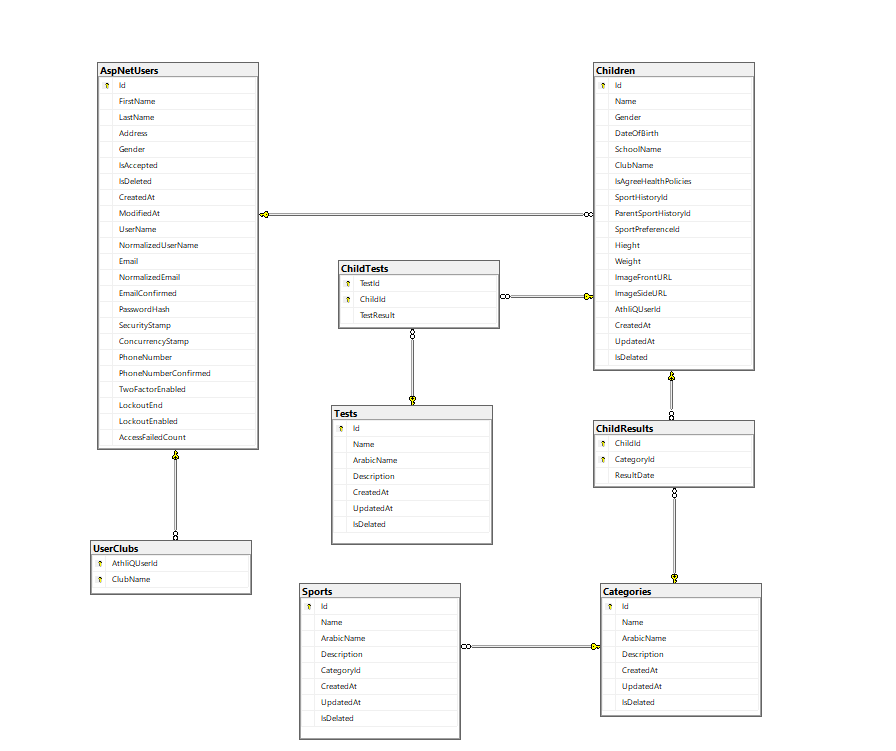 AspNetUsers
Id
FirstName
LastName
Address
Gender
IsAccepted
IsDeleted
CreatedAt
ModifiedAt
UserName
NormalizedUserName
Email
NormalizedEmail
EmailConfirmed
PasswordHash
SecurityStamp
ConcurrencyStamp
PhoneNumber
PhoneNumberConfirmed
TwoFactorEnabled
LockoutEnd
LockoutEnabled
AccessFailedCount
Children
Id
Name
Gender
DateOfBirth
SchoolName
ClubName
IsAgreeHealthPolicies
SportHistoryId
ParentSportHistoryId
SportPreferenceId
Hieght
Weight
ImageFrontURL
ImageSideURL
AthliQUserId
CreatedAt
UpdatedAt
IsDelated
ChildTests
TestId
ChildId
TestResult
Tests
Id
Name
ArabicName
Description
CreatedAt
UpdatedAt
IsDelated
ChildResults
ChildId
CategoryId
ResultDate
UserClubs
AthliQUserId
ClubName
Sports
Id
Name
ArabicName
Description
CategoryId
CreatedAt
UpdatedAt
IsDelated
Categories
Id
Name
ArabicName
Description
CreatedAt
UpdatedAt
IsDelated